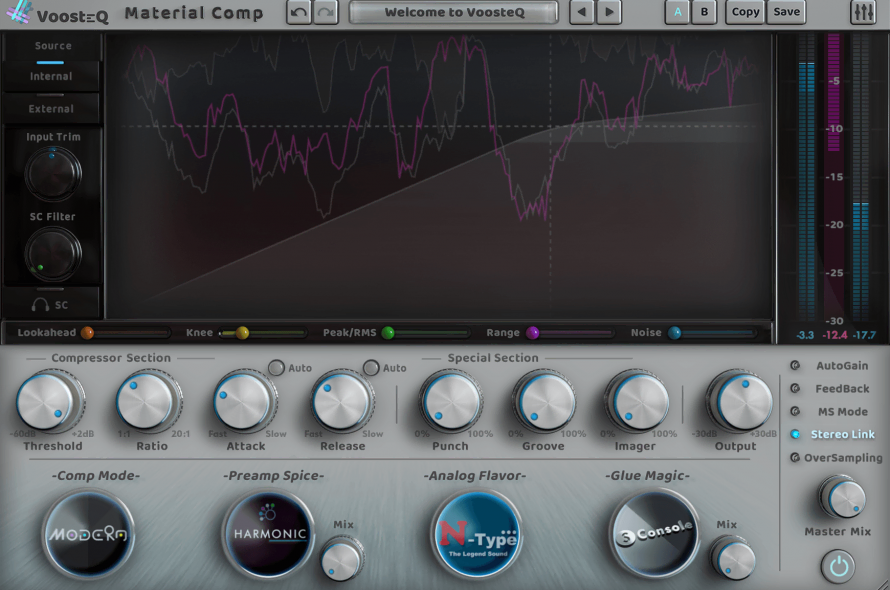 VoosteQ Material Comp Welcome to VoosteQ A B Copy Save
Source
Internal
External
Input Trim
SC Filter
SC
-5
-10
-15
-20
-25
-30
-3.3 -12.4 -17.7
Lookahead Knee Peak/RMS Range Noise
Compressor Section Special Section
Auto Auto
-60dB +2dB 1:1 20:1 Fast Slow Fast Slow 0% 100% 0% 100% 0% 100% -30dB +30dB
Threshold Ratio Attack Release Punch Groove Imager Output
AutoGain
FeedBack
MS Mode
Stereo Link
OverSampling
Master Mix
-Comp Mode- -Preamp Spice- -Analog Flavor- -Glue Magic-
MODERN HARMONIC Mix N-Type 3 Console Mix
The Legend Sound